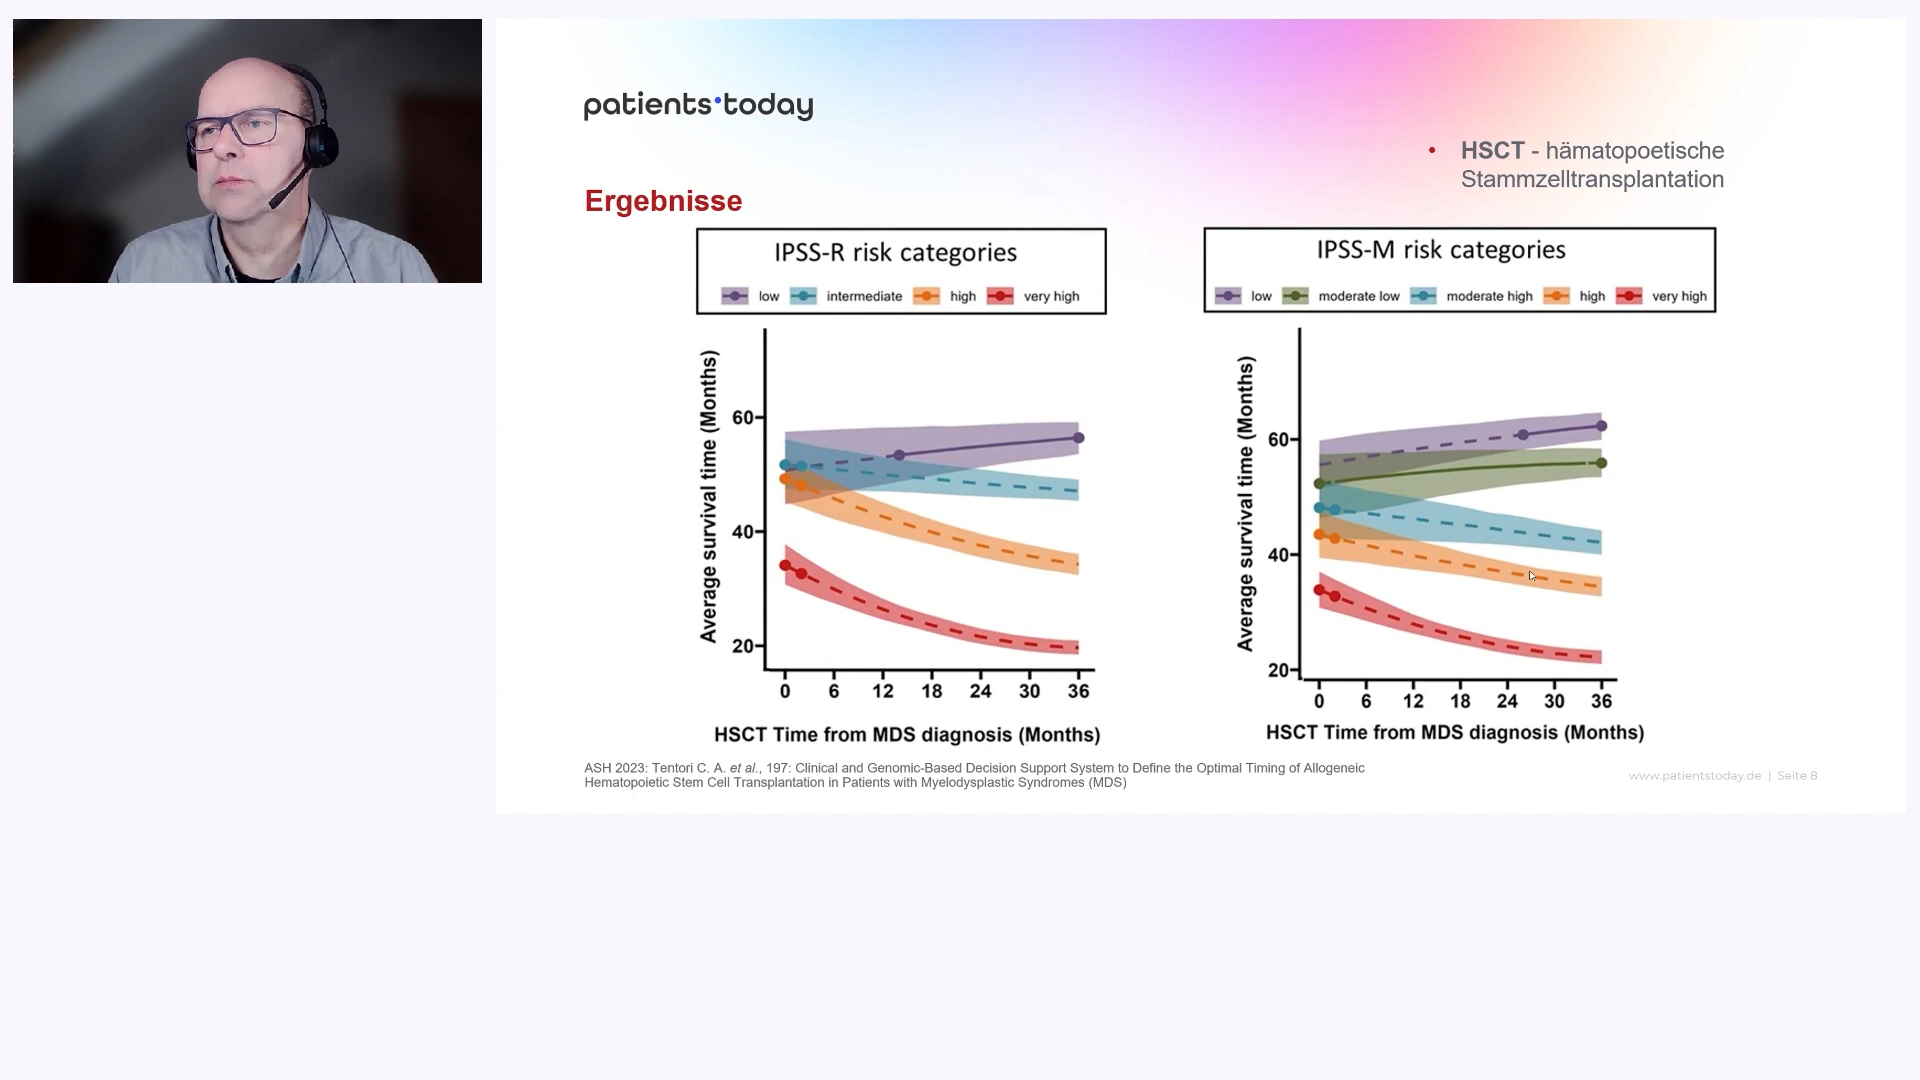 patients•today
• HSCT - hämatopoetische
Stammzelltransplantation
Ergebnisse
IPSS-R risk categories
low intermediate high very high
Average survival time (Months)
60
40
20
0 6 12 18 24 30 36
HSCT Time from MDS diagnosis (Months)
IPSS-M risk categories
low moderate low moderate high high very high
Average survival time (Months)
60
40
20
0 6 12 18 24 30 36
HSCT Time from MDS diagnosis (Months)
ASH 2023: Tentori C. A. et al., 197: Clinical and Genomic-Based Decision Support System to Define the Optimal Timing of Allogeneic
Hematopoietic Stem Cell Transplantation in Patients with Myelodysplastic Syndromes (MDS)
www.patientstoday.de | Seite 8